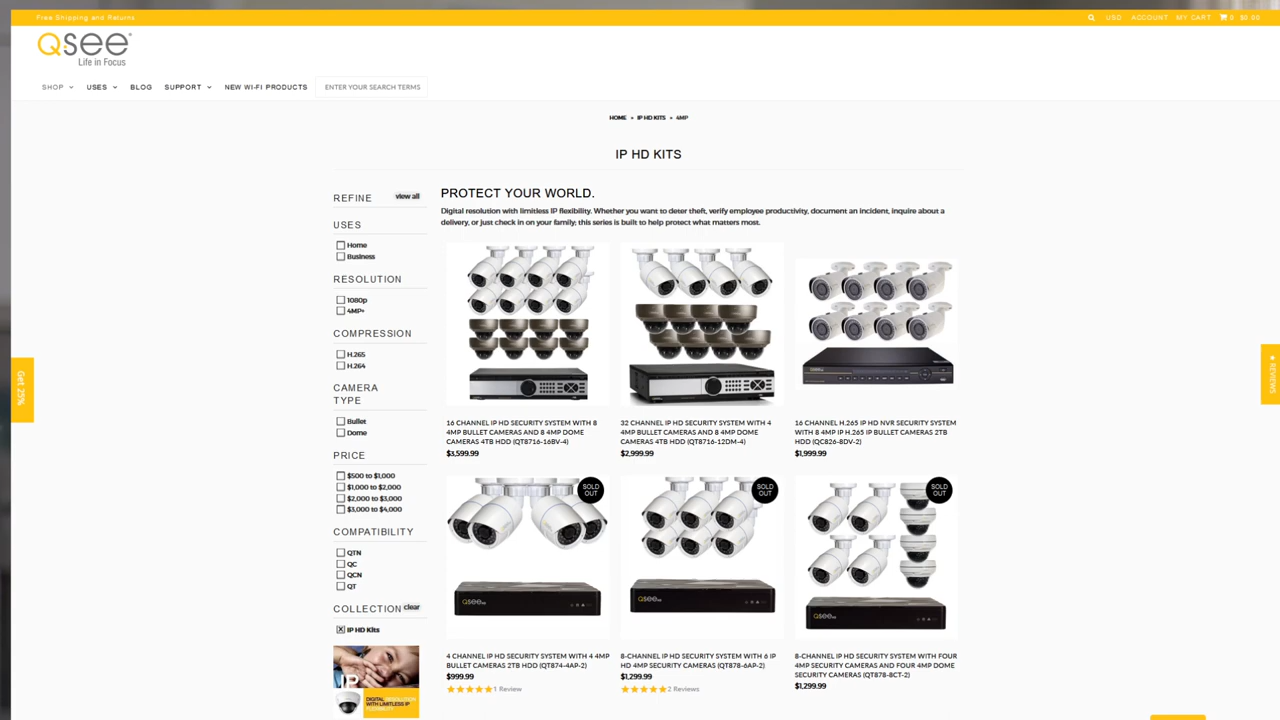 Free Shipping and Returns
USD ACCOUNT MY CART 0 $0.00
Qsee
Life in Focus
SHOP USES BLOG SUPPORT NEW WI-FI PRODUCTS ENTER YOUR SEARCH TERMS
HOME » IP HD KITS » 4MP
IP HD KITS
REFINE view all
USES
Home
Business
RESOLUTION
1080p
4MP+
COMPRESSION
H.265
H.264
CAMERA
TYPE
Bullet
Dome
PRICE
$500 to $1,000
$1,000 to $2,000
$2,000 to $3,000
$3,000 to $4,000
COMPATIBILITY
QTN
QC
QCN
QT
COLLECTION clear
IP HD Kits
IP
DIGITAL RESOLUTION
WITH LIMITLESS IP
FLEXIBILITY
PROTECT YOUR WORLD.
Digital resolution with limitless IP flexibility. Whether you want to deter theft, verify employee productivity, document an incident, inquire about a
delivery, or just check in on your family, this series is built to help protect what matters most.
16 CHANNEL IP HD SECURITY SYSTEM WITH 8
4MP BULLET CAMERAS AND 8 4MP DOME
CAMERAS 4TB HDD (QT8716-16BV-4)
$3,599.99
32 CHANNEL IP HD SECURITY SYSTEM WITH 4
4MP BULLET CAMERAS AND 8 4MP DOME
CAMERAS 4TB HDD (QT8716-12DM-4)
$2,999.99
16 CHANNEL H.265 IP HD NVR SECURITY SYSTEM
WITH 8 4MP IP H.265 IP BULLET CAMERAS 2TB
HDD (QC826-8DV-2)
$1,999.99
SOLD
OUT
Qsee
4 CHANNEL IP HD SECURITY SYSTEM WITH 4 4MP
BULLET CAMERAS 2TB HDD (QT874-4AP-2)
$999.99
1 Review
SOLD
OUT
Qsee
8-CHANNEL IP HD SECURITY SYSTEM WITH 6 IP
HD 4MP SECURITY CAMERAS (QT878-6AP-2)
$1,299.99
2 Reviews
SOLD
OUT
Qsee
8-CHANNEL IP HD SECURITY SYSTEM WITH FOUR
4MP SECURITY CAMERAS AND FOUR 4MP DOME
SECURITY CAMERAS (QT878-8CT-2)
$1,299.99
Get 25%
★ REVIEWS